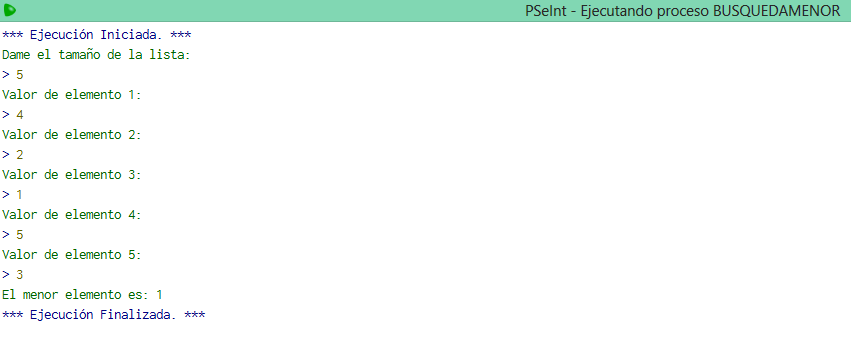 PSeInt - Ejecutando proceso BUSQUEDAMENOR
*** Ejecución Iniciada. ***
Dame el tamaño de la lista:
> 5
Valor de elemento 1:
> 4
Valor de elemento 2:
> 2
Valor de elemento 3:
> 1
Valor de elemento 4:
> 5
Valor de elemento 5:
> 3
El menor elemento es: 1
*** Ejecución Finalizada. ***